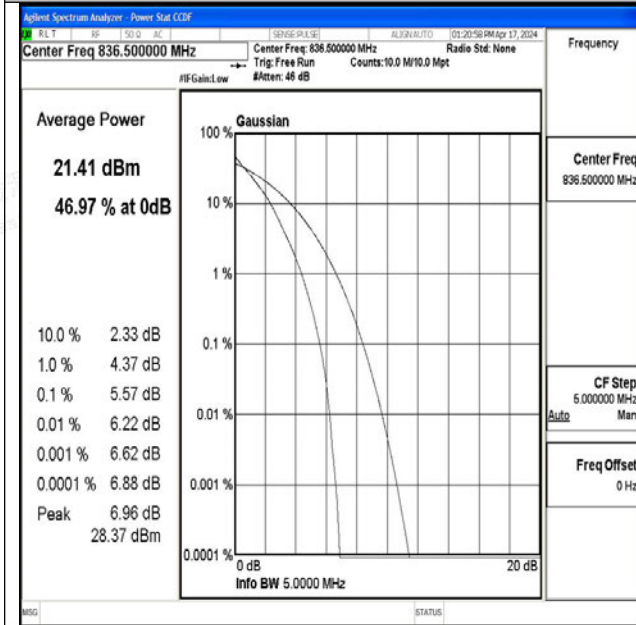 Agilent Spectrum Analyzer - Power Stat CCDF
RL T RF 50 Ω AC SENSE:PULSE ALIGN AUTO 01:20:58 PM Apr 17, 2024
Center Freq 836.500000 MHz
Center Freq: 836.500000 MHz Radio Std: None
Trig: Free Run Counts:10.0 M/10.0 Mpt
#IFGain:Low #Atten: 46 dB
Frequency
Average Power
21.41 dBm
46.97 % at 0dB
10.0 % 2.33 dB
1.0 % 4.37 dB
0.1 % 5.57 dB
0.01 % 6.22 dB
0.001 % 6.62 dB
0.0001 % 6.88 dB
Peak 6.96 dB
28.37 dBm
Gaussian
100 %
10 %
1 %
0.1 %
0.01 %
0.001 %
0.0001 %
0 dB 20 dB
Info BW 5.0000 MHz
Center Freq
836.500000 MHz
CF Step
5.000000 MHz
Auto Man
Freq Offset
0 Hz
MSG STATUS